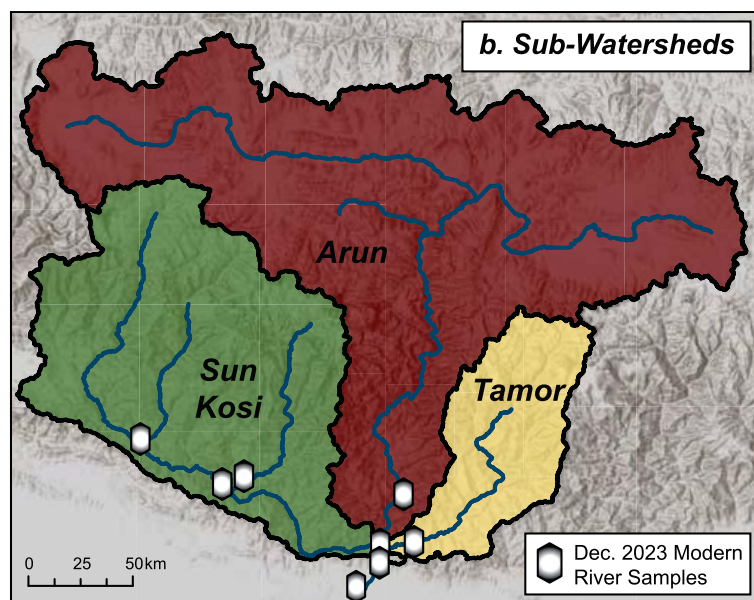 b. Sub-Watersheds
Arun
Sun
Kosi
Tamor
0 25 50km
Dec. 2023 Modern
River Samples